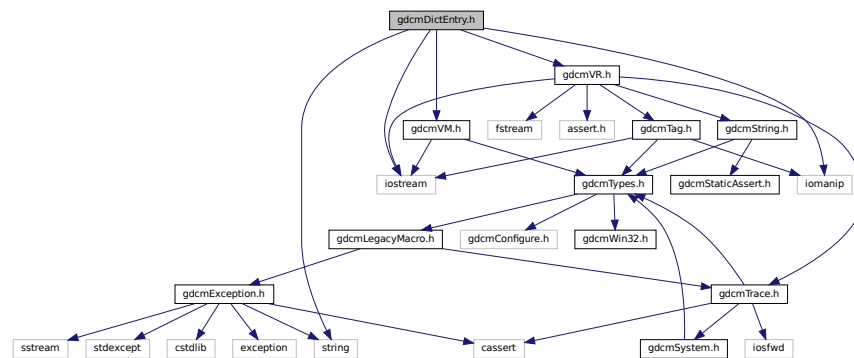 gdcmDictEntry.h
gdcmVR.h
gdcmVM.h
fstream
assert.h
gdcmTag.h
gdcmString.h
iostream
gdcmTypes.h
gdcmStaticAssert.h
iomanip
gdcmLegacyMacro.h
gdcmConfigure.h
gdcmWin32.h
gdcmException.h
gdcmTrace.h
sstream
stdexcept
cstdlib
exception
string
cassert
gdcmSystem.h
iosfwd